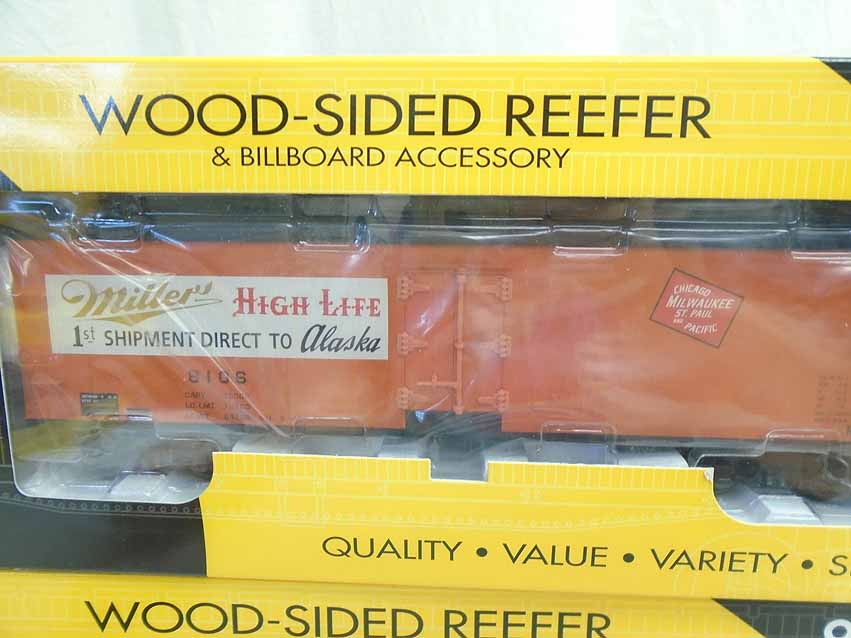 WOOD-SIDED REEFER
& BILLBOARD ACCESSORY
Miller High Life
1st SHIPMENT DIRECT TO Alaska
CHICAGO
MILWAUKEE
ST. PAUL
AND PACIFIC
QUALITY • VALUE • VARIETY • S
WOOD-SIDED REEFER